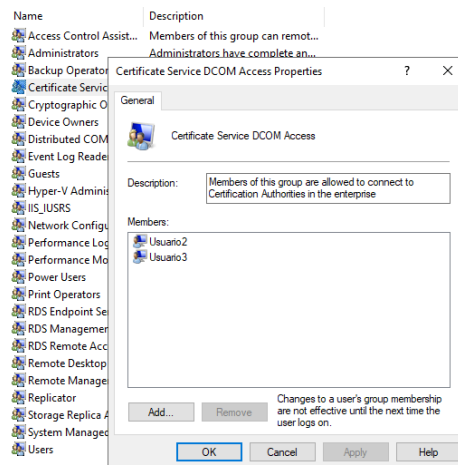 Name Description
Access Control Assist... Members of this group can remot...
Administrators Administrators have complete an...
Backup Operator
Certificate Servic
Cryptographic O
Device Owners
Distributed COM
Event Log Reade
Guests
Hyper-V Adminis
IIS_IUSRS
Network Configu
Performance Log
Performance Mo
Power Users
Print Operators
RDS Endpoint Se
RDS Managemer
RDS Remote Acc
Remote Desktop
Remote Manage
Replicator
Storage Replica A
System Managed
Users
Certificate Service DCOM Access Properties ? X
General
Certificate Service DCOM Access
Description: Members of this group are allowed to connect to
Certification Authorities in the enterprise
Members:
Usuario2
Usuario3
Add... Remove
Changes to a user's group membership
are not effective until the next time the
user logs on.
OK Cancel Apply Help